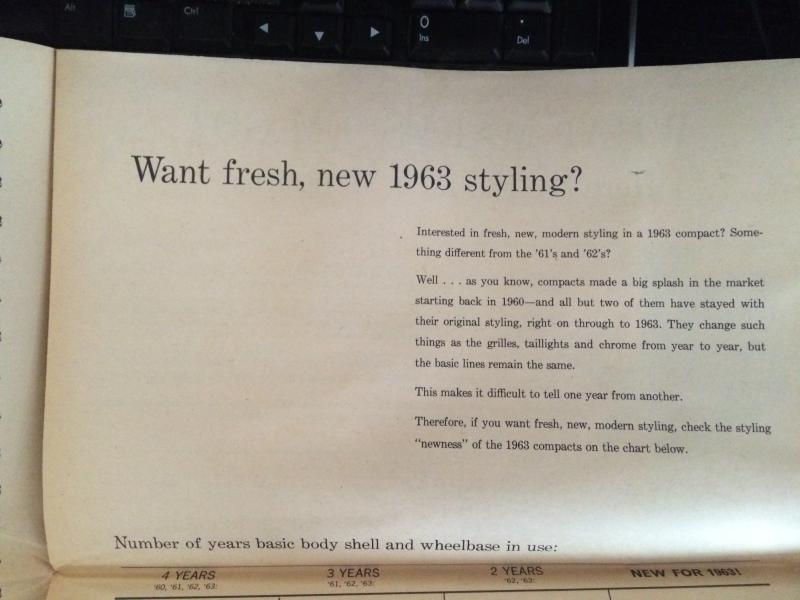 Alt
Ctrl
0
Ins
.
Del
Want fresh, new 1963 styling?
Interested in fresh, new, modern styling in a 1963 compact? Some-
thing different from the '61's and '62's?
Well . . . as you know, compacts made a big splash in the market
starting back in 1960—and all but two of them have stayed with
their original styling, right on through to 1963. They change such
things as the grilles, taillights and chrome from year to year, but
the basic lines remain the same.
This makes it difficult to tell one year from another.
Therefore, if you want fresh, new, modern styling, check the styling
"newness" of the 1963 compacts on the chart below.
Number of years basic body shell and wheelbase in use:
4 YEARS 3 YEARS 2 YEARS NEW FOR 1963!
'60, '61, '62, '63: '61, '62, '63: '62, '63: